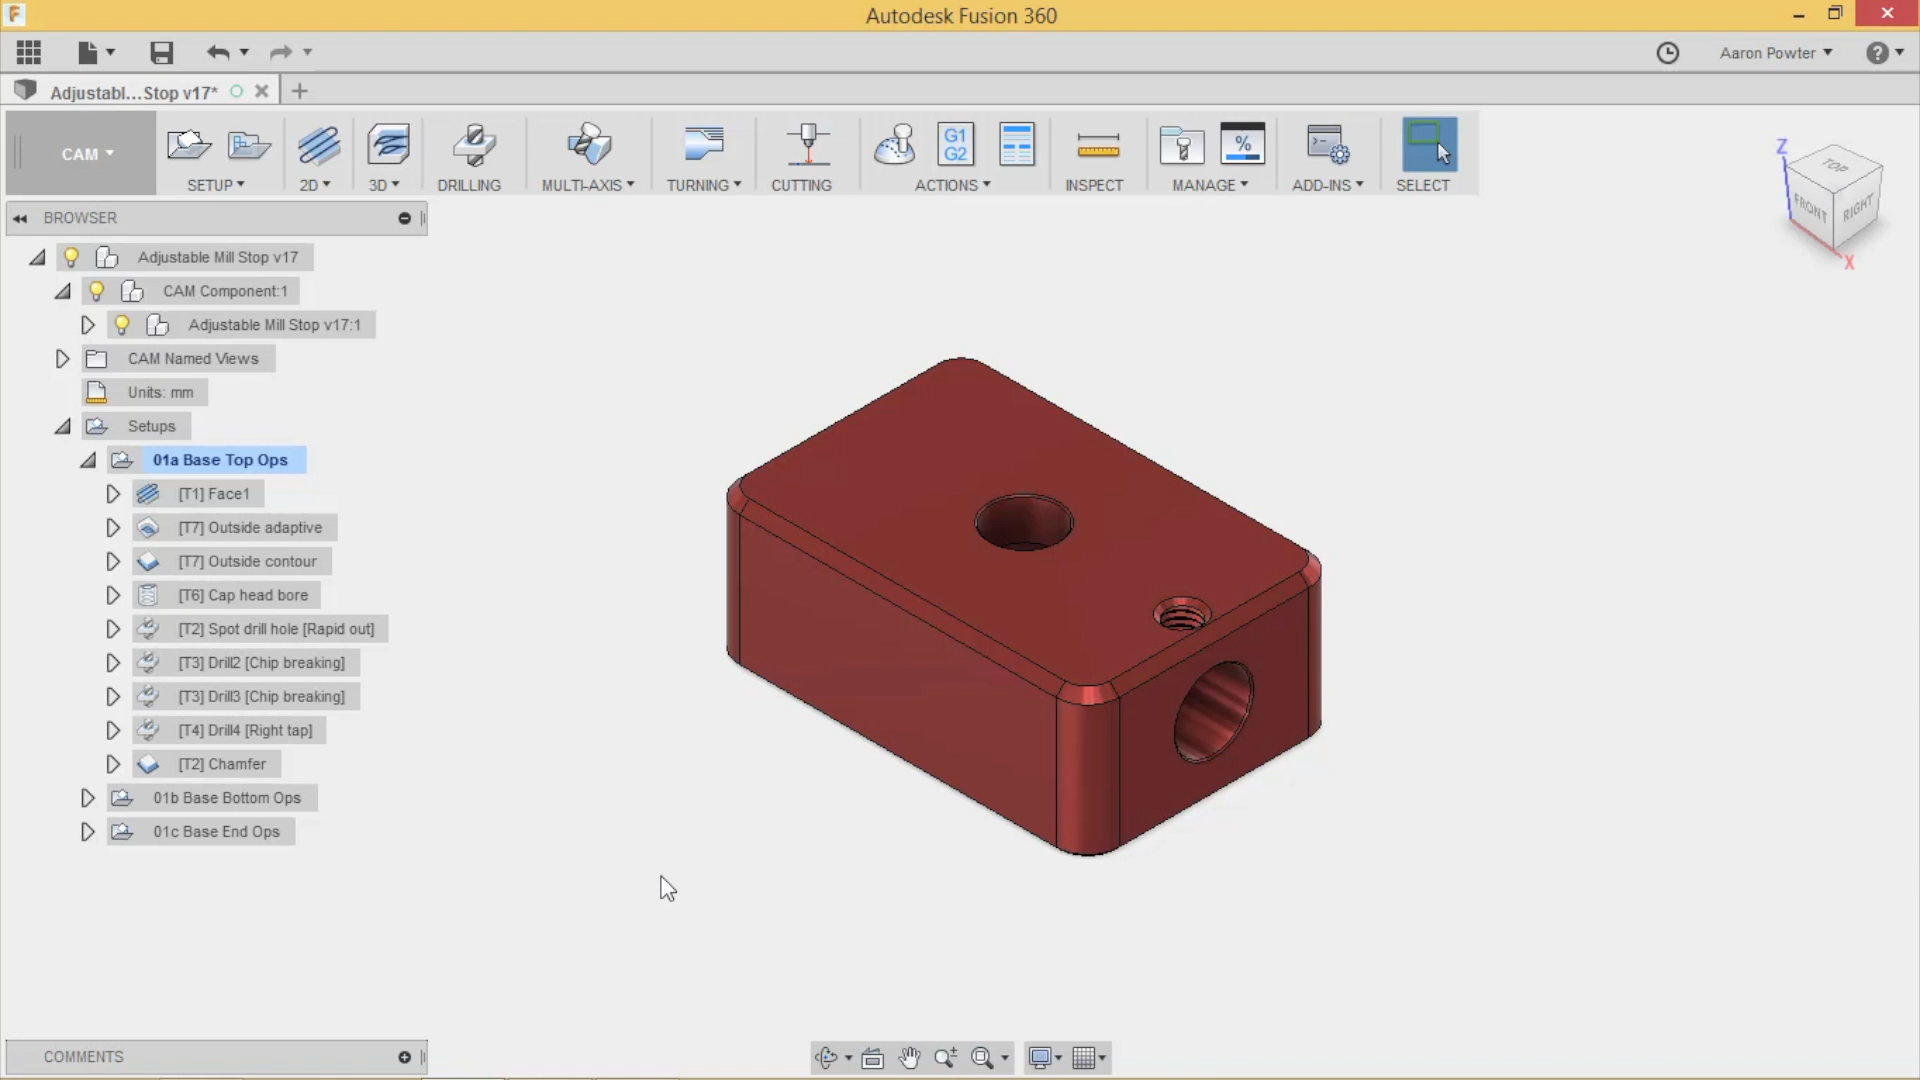 F
Autodesk Fusion 360
Aaron Powter
?
Adjustabl...Stop v17*
CAM
G1
G2
%
SETUP
2D
3D
DRILLING
MULTI-AXIS
TURNING
CUTTING
ACTIONS
INSPECT
MANAGE
ADD-INS
SELECT
Z
TOP
FRONT
RIGHT
X
BROWSER
Adjustable Mill Stop v17
CAM Component:1
Adjustable Mill Stop v17:1
CAM Named Views
Units: mm
Setups
01a Base Top Ops
[T1] Face1
[T7] Outside adaptive
[T7] Outside contour
[T6] Cap head bore
[T2] Spot drill hole [Rapid out]
[T3] Drill2 [Chip breaking]
[T3] Drill3 [Chip breaking]
[T4] Drill4 [Right tap]
[T2] Chamfer
01b Base Bottom Ops
01c Base End Ops
COMMENTS